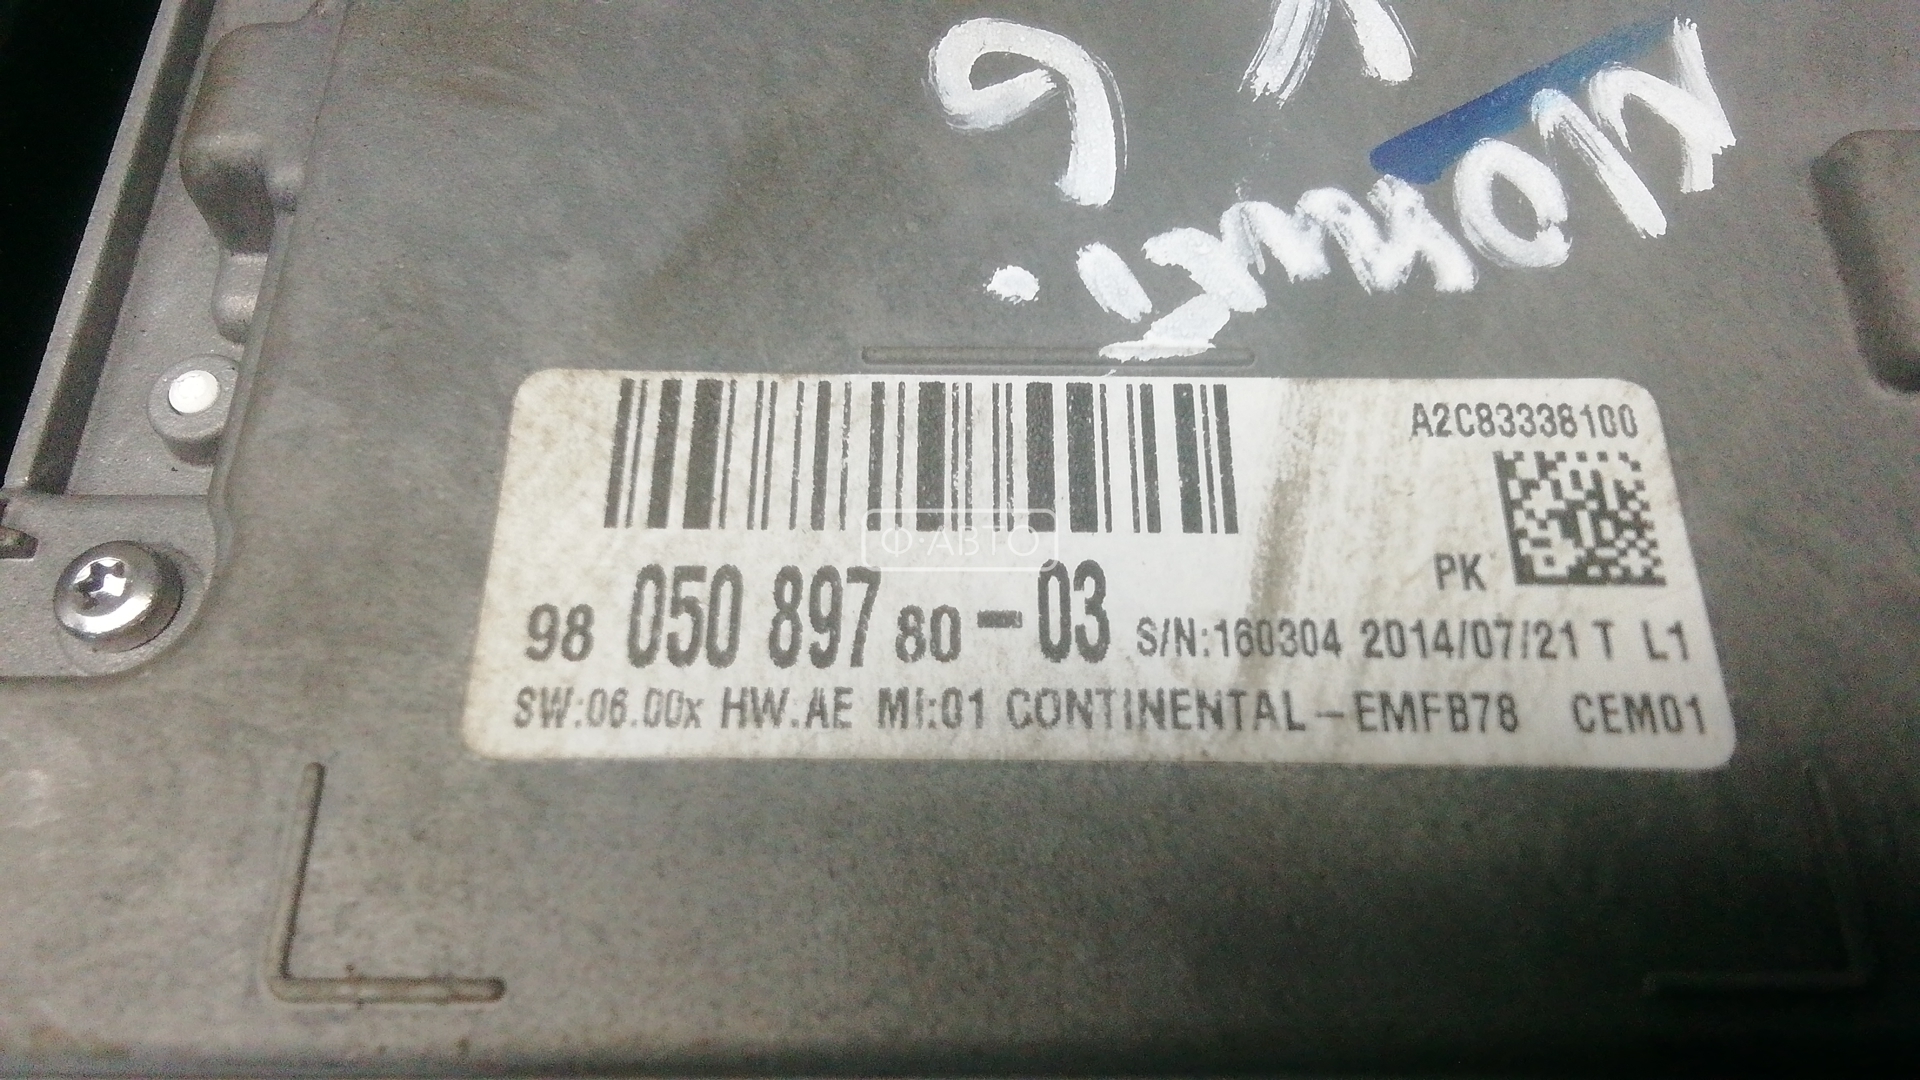 A2C83338100
PK
98 050 897 80-03 S/N:160304 2014/07/21 T L1
SW:06.00x HW.AE MI:01 CONTINENTAL-EMFB78 CEM01
Ф·АВТО